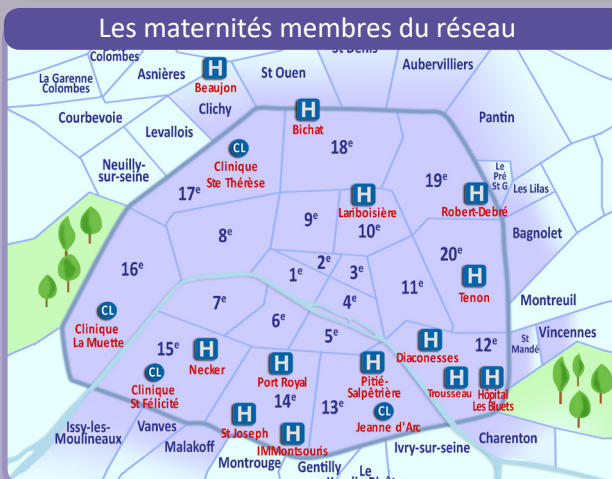 Les maternités membres du réseau
Colombes
St Denis
La Garenne
Colombes
Asnières
H
Beaujon
St Ouen
Aubervilliers
Courbevoie
Clichy
H
Bichat
Pantin
Levallois
CL
Clinique
Ste Thérèse
18e
Neuilly-
sur-seine
17e
19e
Le
Pré
St G
Les Lilas
H
Lariboisière
H
Robert-Debré
8e
9e
10e
Bagnolet
20e
16e
1e
2e
3e
11e
H
Tenon
7e
4e
Montreuil
CL
Clinique
La Muette
6e
5e
15e
H
Necker
H
Diaconesses
12e
St
Mandé
Vincennes
CL
Clinique
St Félicité
H
Port Royal
H
Pitié-
Salpêtrière
H
Trousseau
H
Hôpital
Les Bluets
14e
13e
CL
Jeanne d'Arc
H
St Joseph
H
IMMontsouris
Issy-les-
Moulineaux
Vanves
Malakoff
Montrouge
Gentilly
Le
Ivry-sur-seine
Charenton